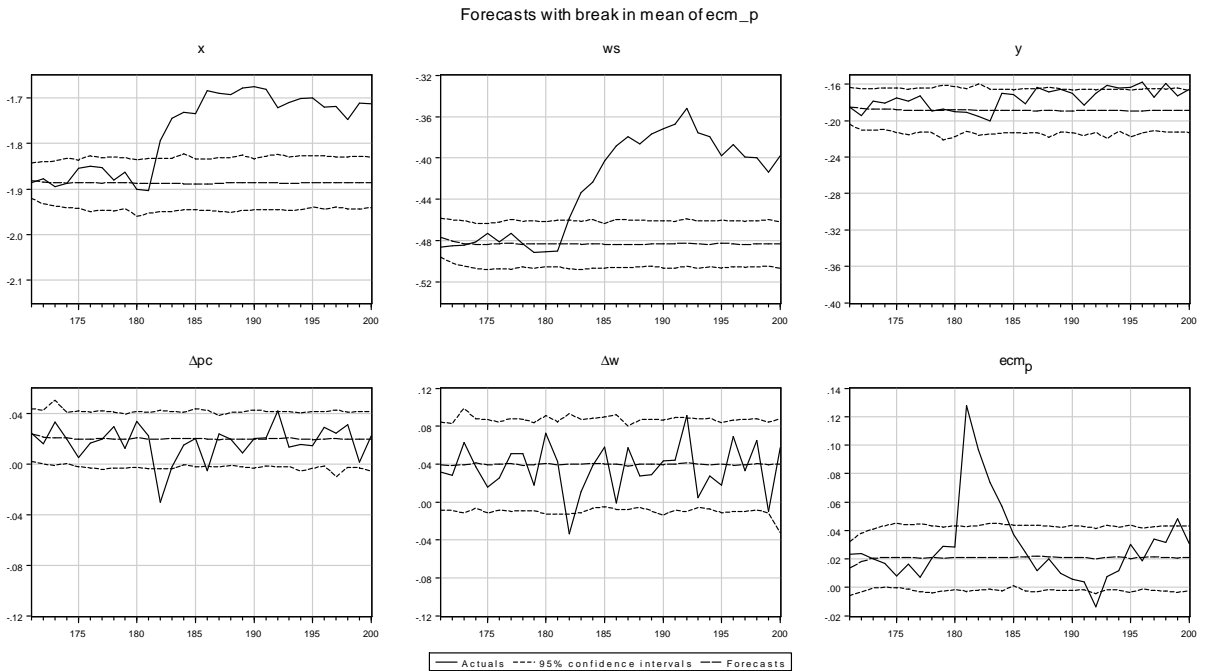 Forecasts with break in mean of ecm_p
x
-1.7
-1.8
-1.9
-2.0
-2.1
175 180 185 190 195 200
ws
-.32
-.36
-.40
-.44
-.48
-.52
175 180 185 190 195 200
y
-.16
-.20
-.24
-.28
-.32
-.36
-.40
175 180 185 190 195 200
Δpc
.04
.00
-.04
-.08
-.12
175 180 185 190 195 200
Δw
.12
.08
.04
.00
-.04
-.08
-.12
175 180 185 190 195 200
ecmp
.14
.12
.10
.08
.06
.04
.02
.00
-.02
175 180 185 190 195 200
Actuals 95% confidence intervals Forecasts